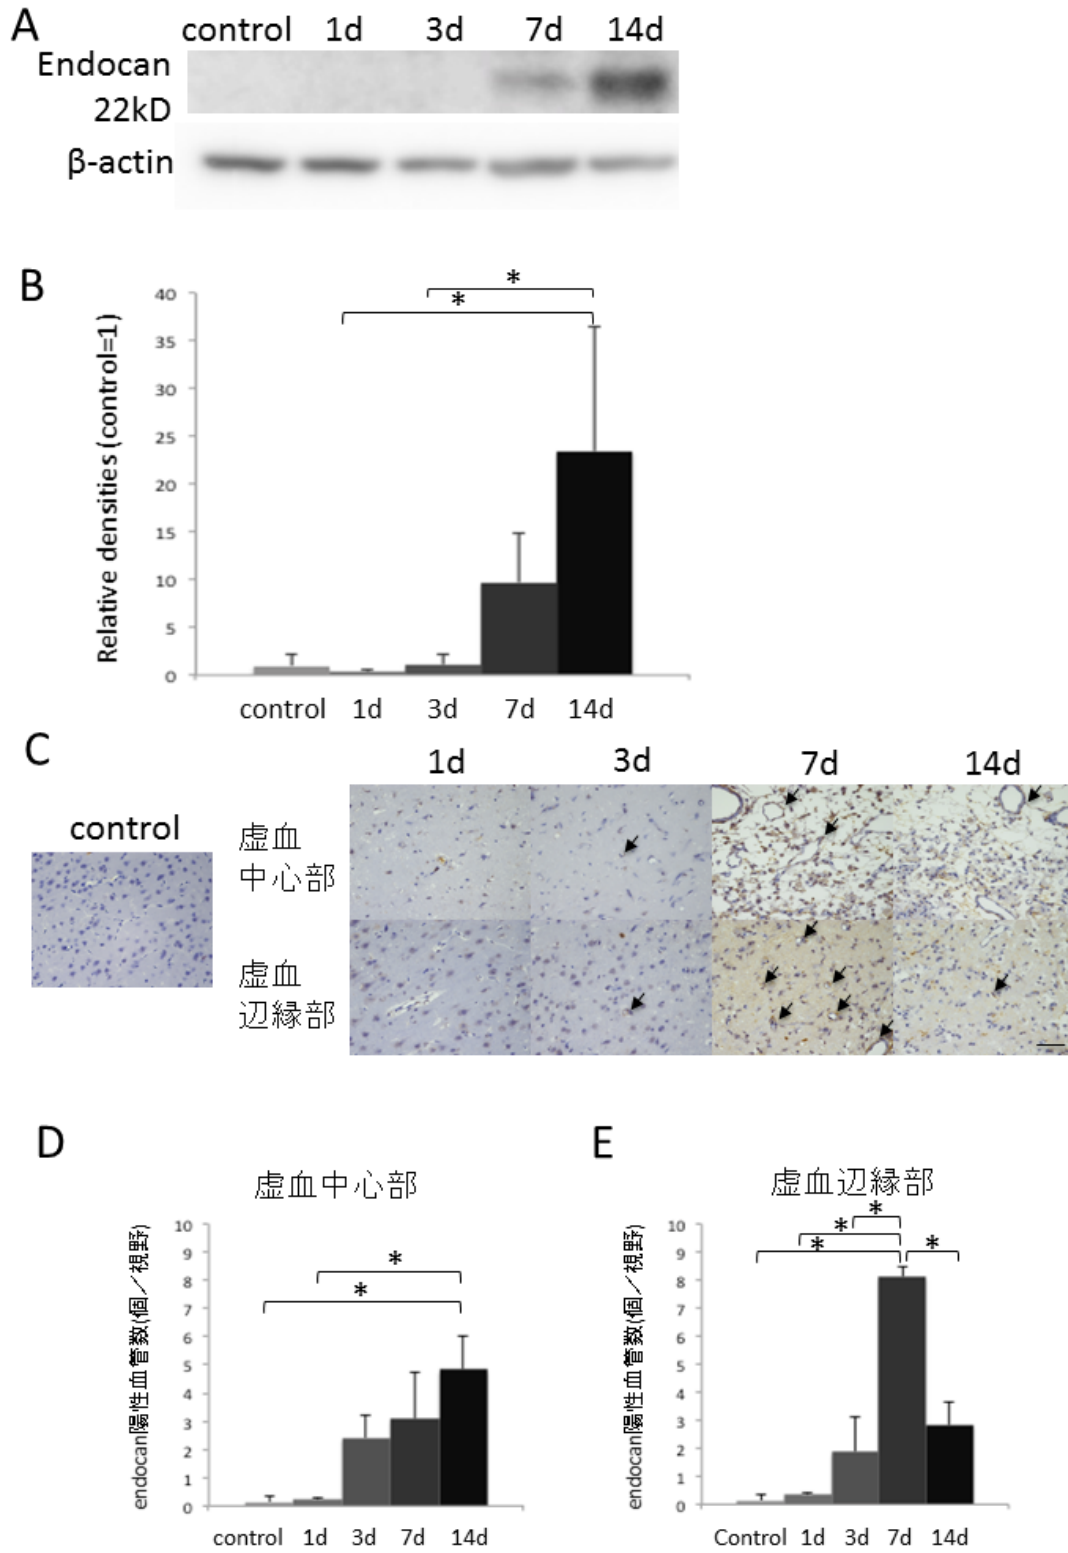 A
control 1d 3d 7d 14d
Endocan
22kD
β-actin
B
Relative densities (control=1)
40
35
30
25
20
15
10
5
0
*
*
control 1d 3d 7d 14d
C
1d 3d 7d 14d
control
虚血
中心部
虚血
辺縁部
D
虚血中心部
endocan陽性血管数(個／視野)
10
9
8
7
6
5
4
3
2
1
0
*
*
control 1d 3d 7d 14d
E
虚血辺縁部
endocan陽性血管数(個／視野)
10
9
8
7
6
5
4
3
2
1
0
*
*
*
*
Control 1d 3d 7d 14d